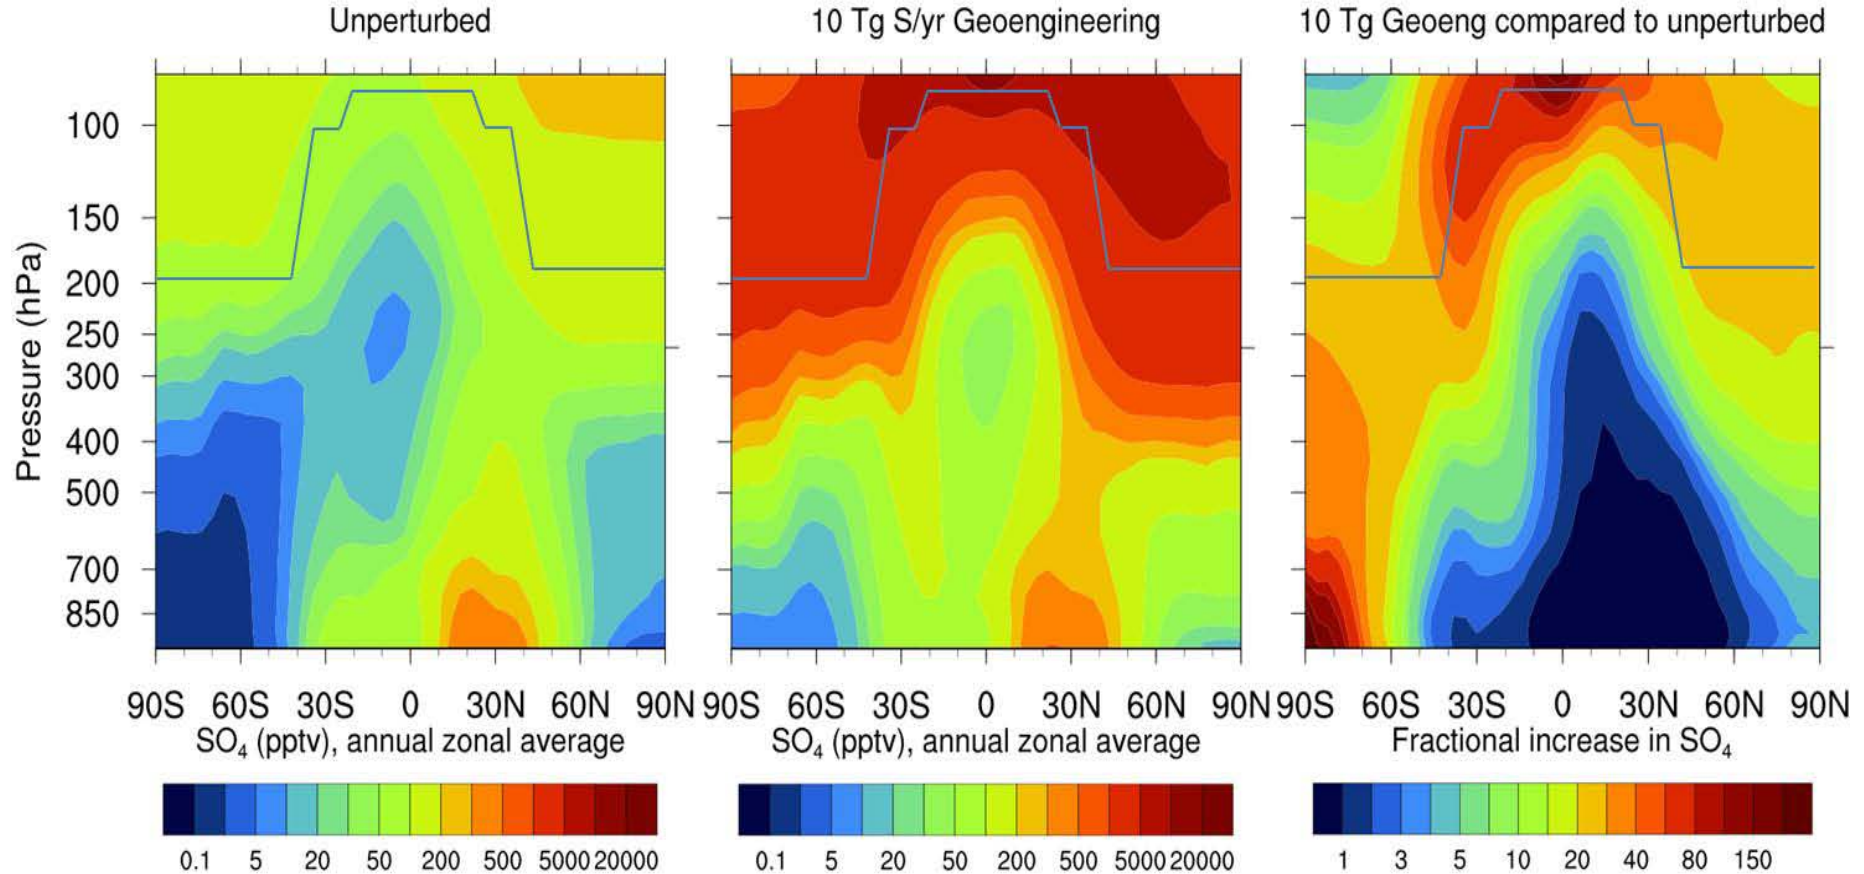 Unperturbed
10 Tg S/yr Geoengineering
10 Tg Geoeng compared to unperturbed
Pressure (hPa)
100
150
200
250
300
400
500
700
850
90S 60S 30S 0 30N 60N 90N
90S 60S 30S 0 30N 60N 90N
90S 60S 30S 0 30N 60N 90N
SO₄ (pptv), annual zonal average
SO₄ (pptv), annual zonal average
Fractional increase in SO₄
0.1 5 20 50 200 500 5000 20000
0.1 5 20 50 200 500 5000 20000
1 3 5 10 20 40 80 150